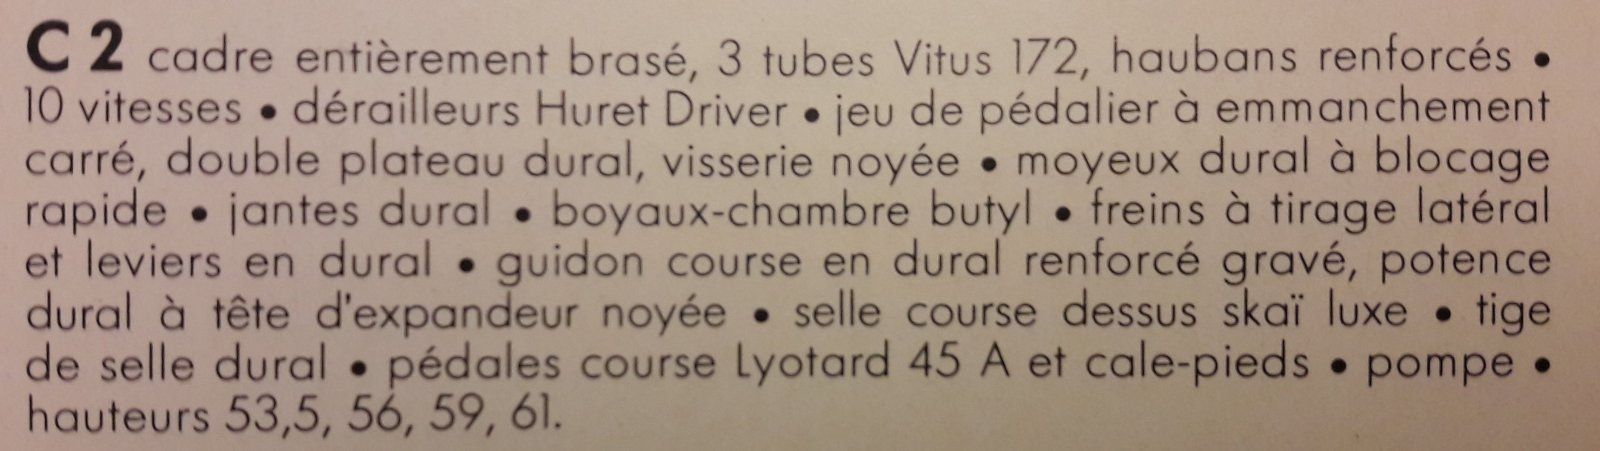 C 2 cadre entièrement brasé, 3 tubes Vitus 172, haubans renforcés •
10 vitesses • dérailleurs Huret Driver • jeu de pédalier à emmanchement
carré, double plateau dural, visserie noyée • moyeux dural à blocage
rapide • jantes dural • boyaux-chambre butyl • freins à tirage latéral
et leviers en dural • guidon course en dural renforcé gravé, potence
dural à tête d'expandeur noyée • selle course dessus skaï luxe • tige
de selle dural • pédales course Lyotard 45 A et cale-pieds • pompe •
hauteurs 53,5, 56, 59, 61.